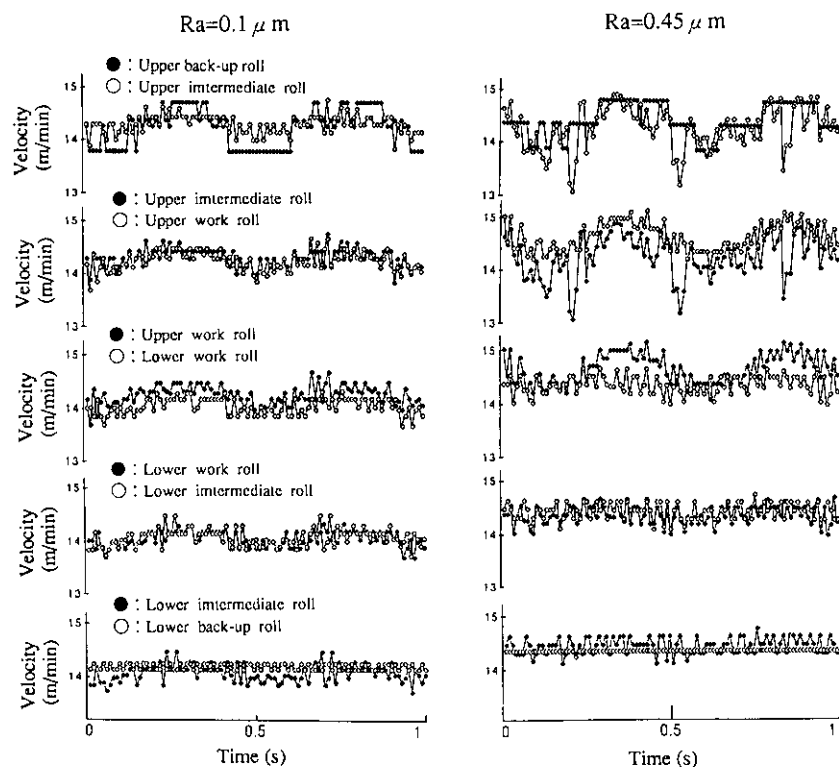 Ra=0.1 μ m
Ra=0.45 μ m
● : Upper back-up roll
○ : Upper imtermediate roll
Velocity
(m/min)
15
14
13
15
14
13
● : Upper imtermediate roll
○ : Upper work roll
Velocity
(m/min)
15
14
13
15
14
13
● : Upper work roll
○ : Lower work roll
Velocity
(m/min)
15
14
13
15
14
13
● : Lower work roll
○ : Lower imtermediate roll
Velocity
(m/min)
15
14
13
15
14
13
● : Lower imtermediate roll
○ : Lower back-up roll
Velocity
(m/min)
15
14
15
14
0 0.5 1
0 0.5 1
Time (s)
Time (s)